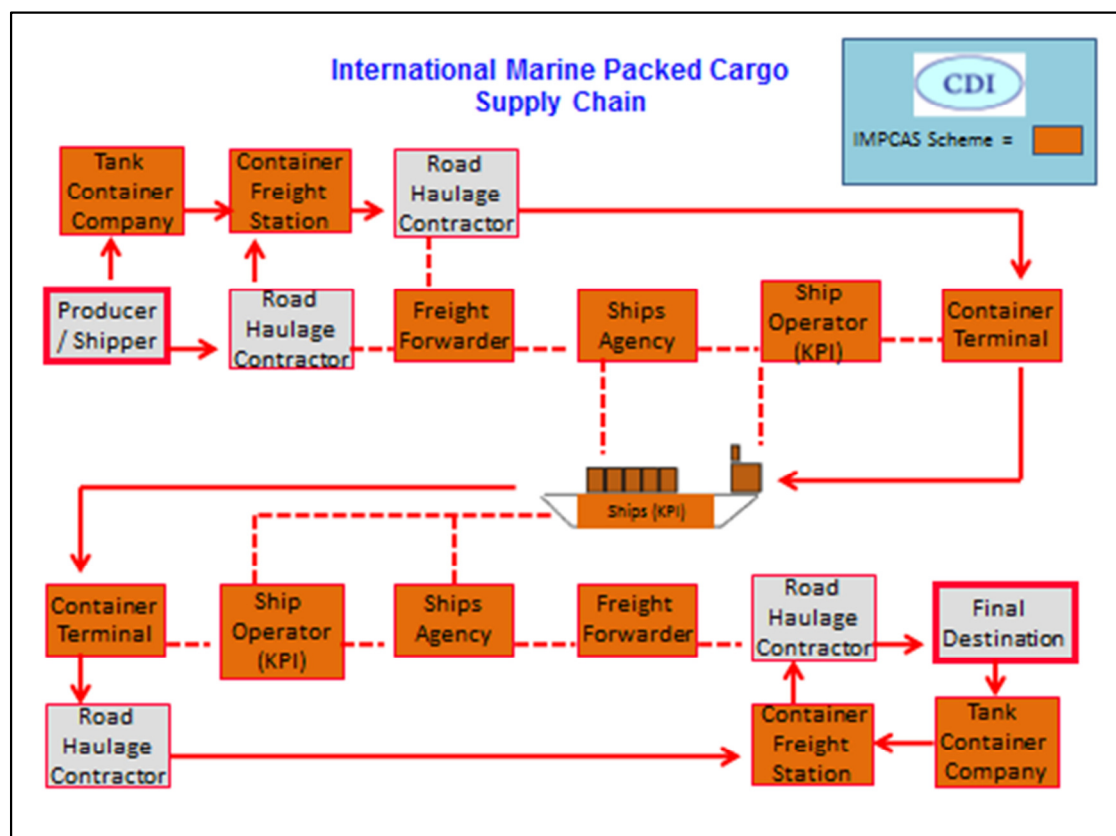 International Marine Packed Cargo
Supply Chain
CDI
IMPCAS Scheme =
Tank
Container
Company
Container
Freight
Station
Road
Haulage
Contractor
Producer
/ Shipper
Road
Haulage
Contractor
Freight
Forwarder
Ships
Agency
Ship
Operator
(KPI)
Container
Terminal
Ships (KPI)
Container
Terminal
Ship
Operator
(KPI)
Ships
Agency
Freight
Forwarder
Road
Haulage
Contractor
Final
Destination
Road
Haulage
Contractor
Container
Freight
Station
Tank
Container
Company